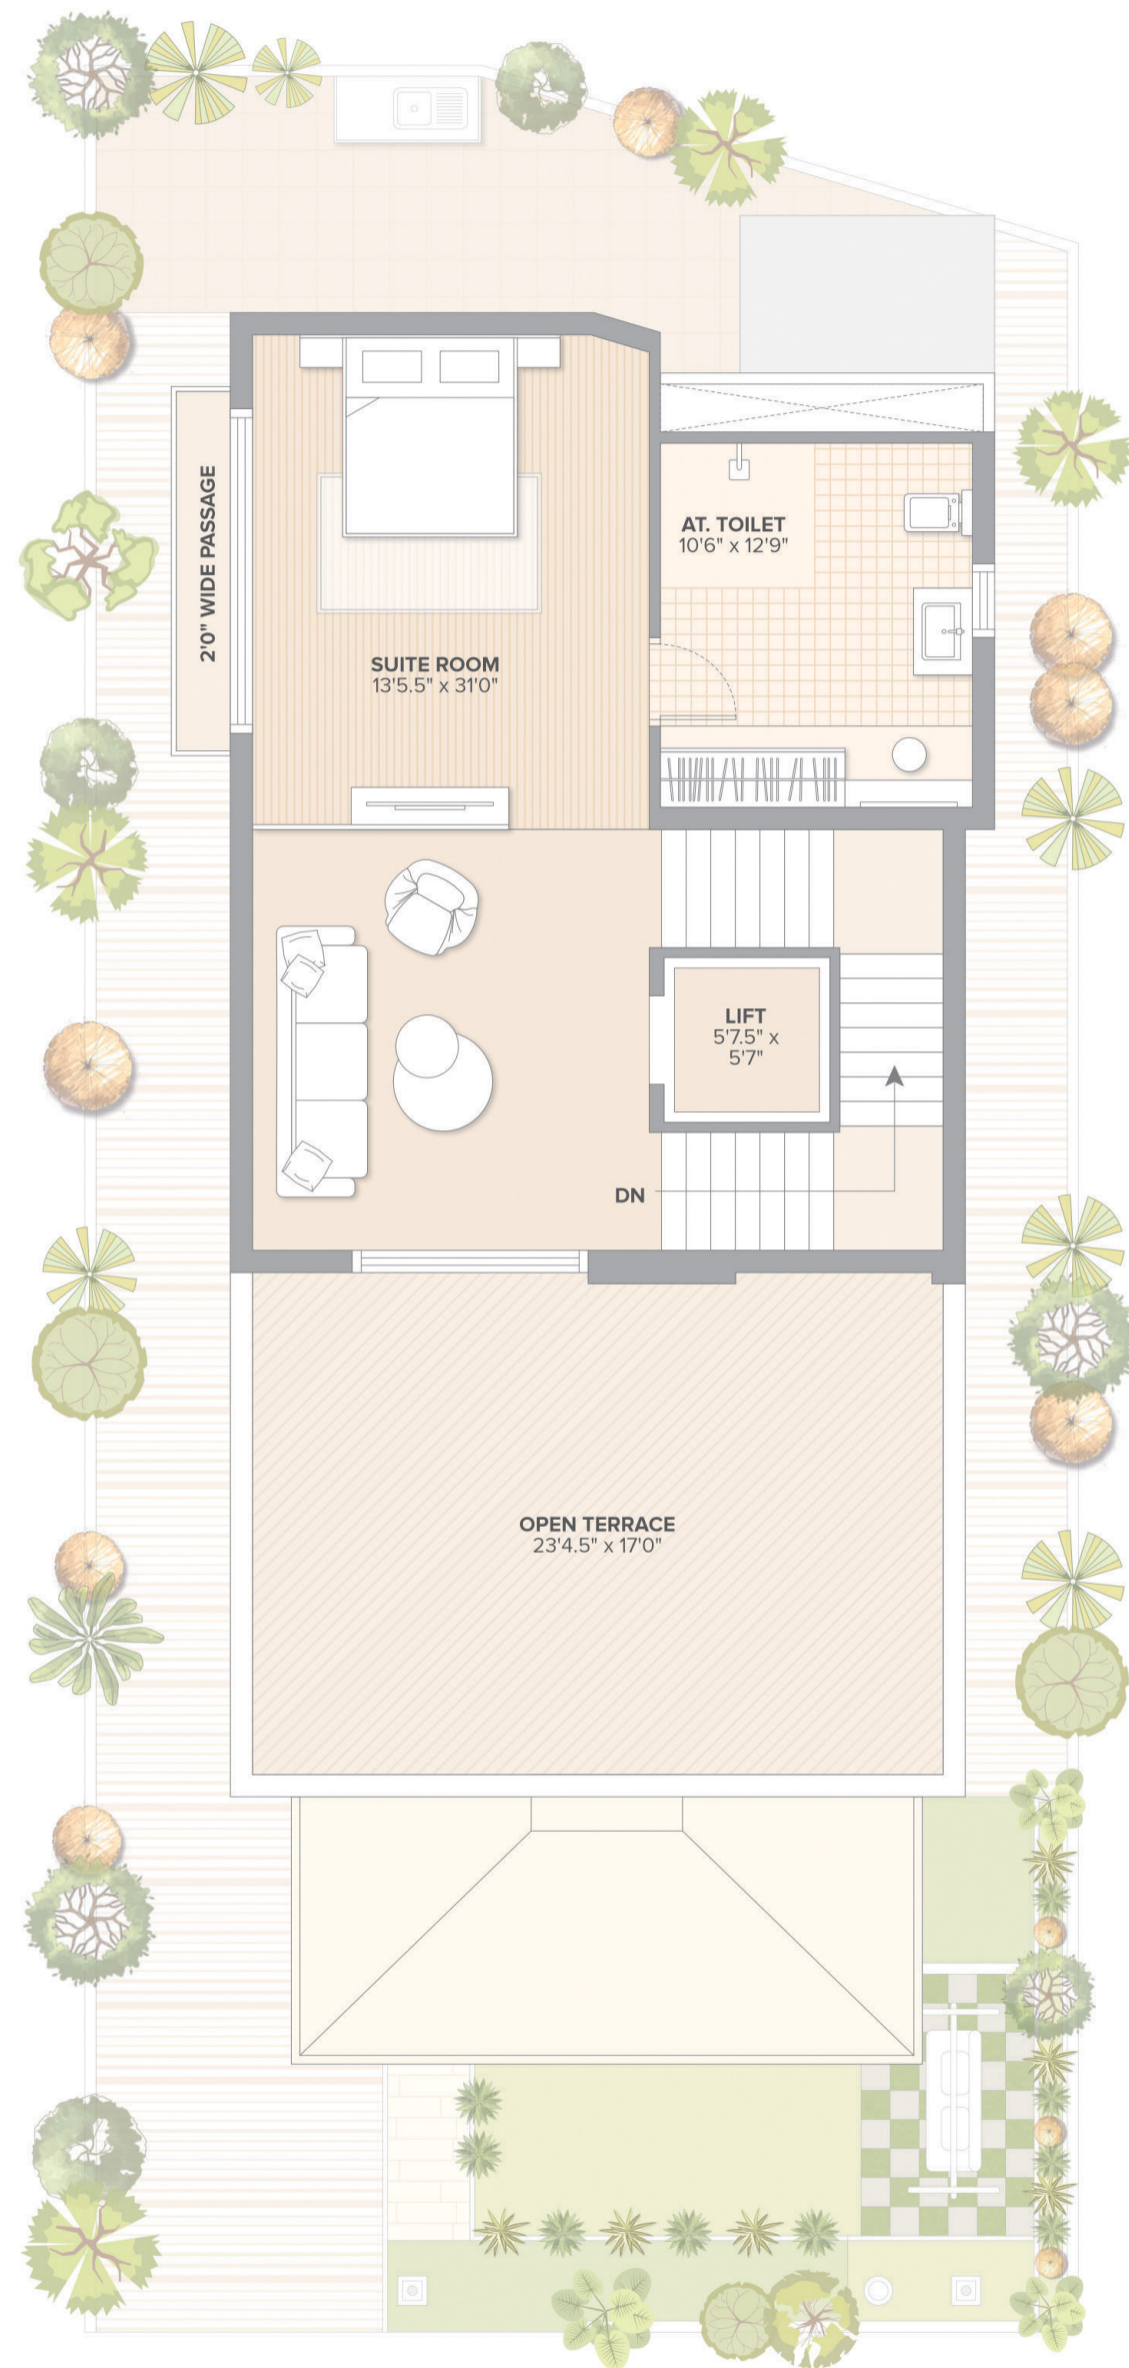 2'0" WIDE PASSAGE
AT. TOILET
10'6" x 12'9"
SUITE ROOM
13'5.5" x 31'0"
LIFT
5'7.5" x
5'7"
DN
OPEN TERRACE
23'4.5" x 17'0"